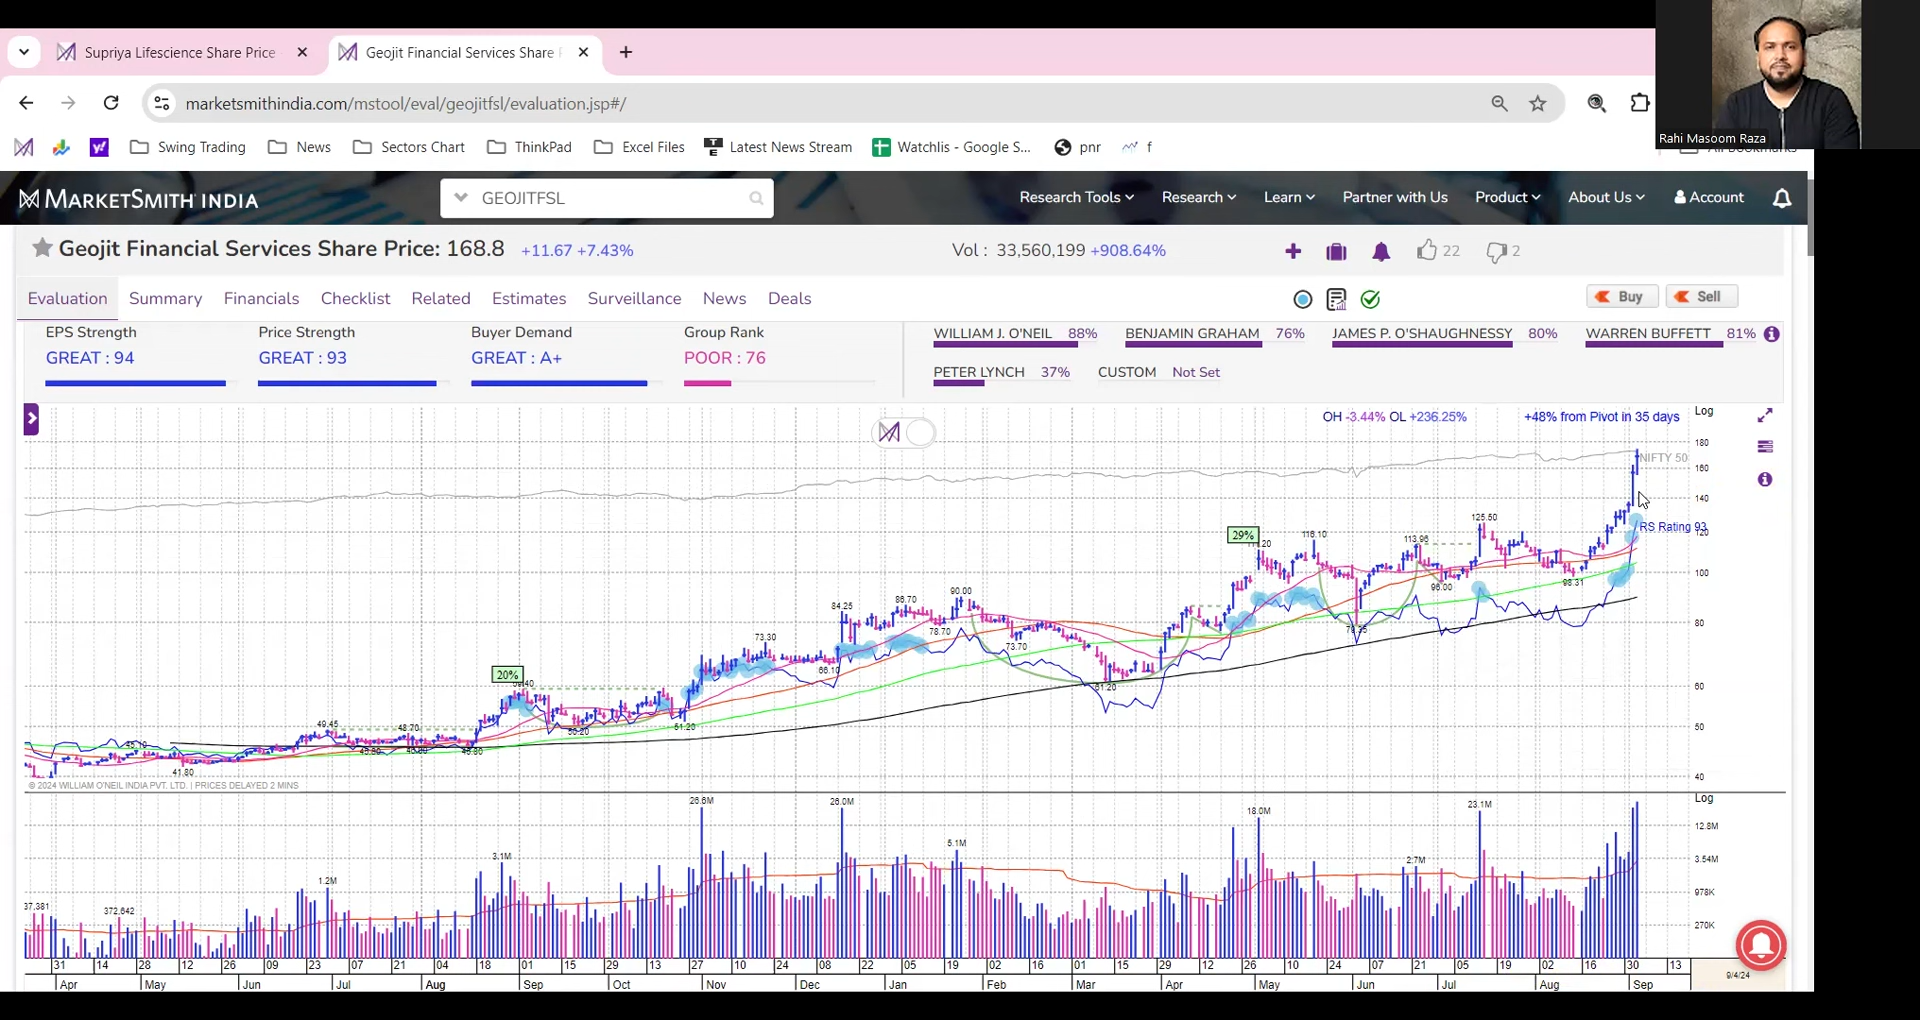 Supriya Lifescience Share Price
Geojit Financial Services Share
marketsmithindia.com/mstool/eval/geojitfsl/evaluation.jsp#/
Rahi Masoom Raza
Swing Trading
News
Sectors Chart
ThinkPad
Excel Files
Latest News Stream
Watchlis - Google S...
pnr
f
All Bookmarks
MARKETSMITH INDIA
GEOJITFSL
Research Tools
Research
Learn
Partner with Us
Product
About Us
Account
Geojit Financial Services Share Price: 168.8 +11.67 +7.43%
Vol : 33,560,199 +908.64%
22
2
Evaluation
Summary
Financials
Checklist
Related
Estimates
Surveillance
News
Deals
Buy
Sell
EPS Strength
GREAT : 94
Price Strength
GREAT : 93
Buyer Demand
GREAT : A+
Group Rank
POOR : 76
WILLIAM J. O'NEIL 88%
BENJAMIN GRAHAM 76%
JAMES P. O'SHAUGHNESSY 80%
WARREN BUFFETT 81%
PETER LYNCH 37%
CUSTOM Not Set
OH -3.44% OL +236.25%
+48% from Pivot in 35 days
Log
180
NIFTY 50
160
140
RS Rating 93
120
100
80
60
50
40
125.50
29%
116.10
113.96
98.31
96.00
90.00
84.25
86.70
78.70
73.70
73.30
66.10
61.20
20%
51.20
50.20
49.45
48.70
41.80
© 2024 WILLIAM O'NEIL INDIA PVT. LTD. | PRICES DELAYED 2 MINS
Log
26.6M
26.0M
18.0M
23.1M
12.8M
3.1M
5.1M
2.7M
3.54M
1.2M
978K
37,381
372,642
270K
31 14 28 12 26 09 23 07 21 04 18 01 15 29 13 27 10 24 08 22 05 19 02 16 01 15 29 12 26 10 24 07 21 05 19 02 16 30 13
9/4/24
Apr May Jun Jul Aug Sep Oct Nov Dec Jan Feb Mar Apr May Jun Jul Aug Sep